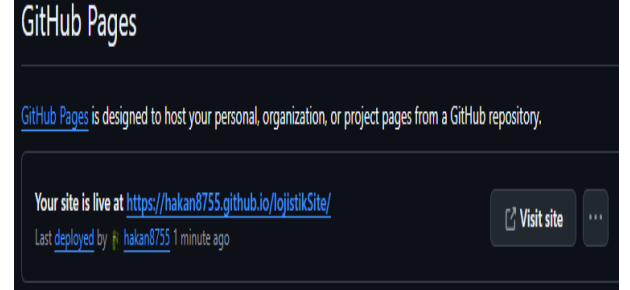 GitHub Pages
GitHub Pages is designed to host your personal, organization, or project pages from a GitHub repository.
Your site is live at https://hakan8755.github.io/lojistikSite/
Visit site
Last deployed by hakan8755 1 minute ago